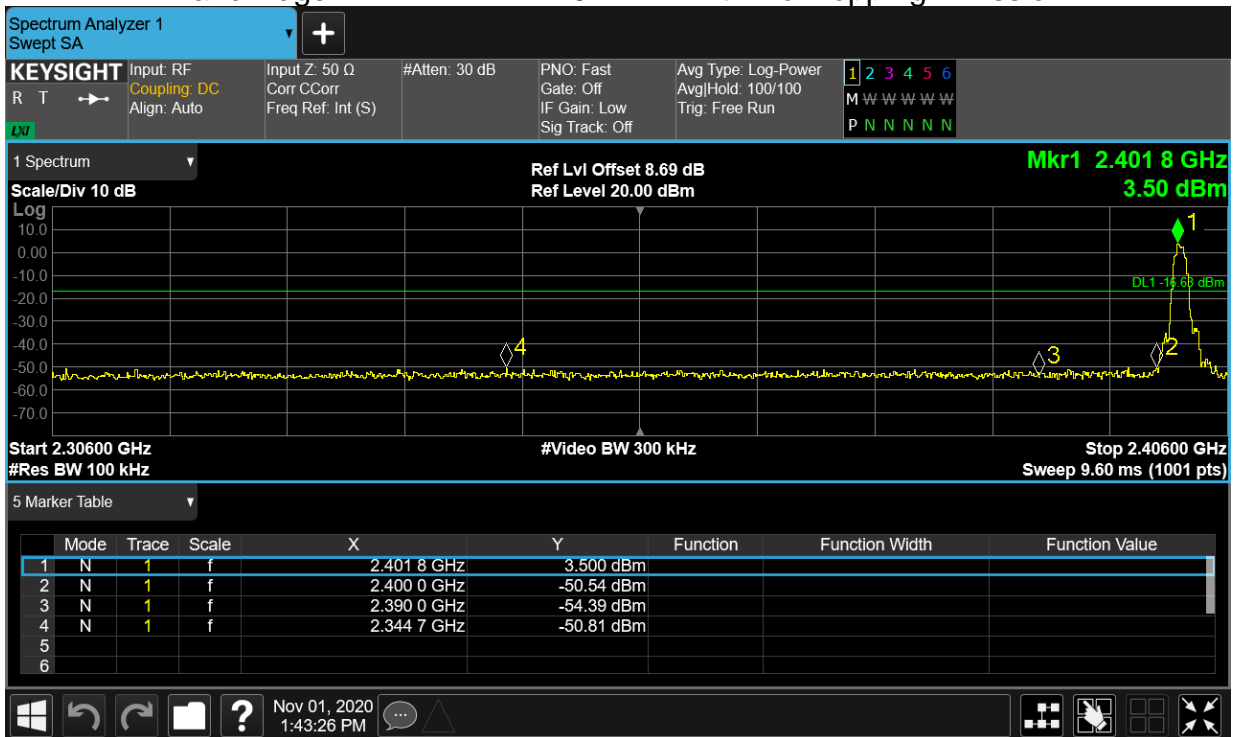 Spectrum Analyzer 1
Swept SA
+
KEYSIGHT
R T
LXI
Input: RF
Coupling: DC
Align: Auto
Input Z: 50 Ω
Corr CCorr
Freq Ref: Int (S)
#Atten: 30 dB
PNO: Fast
Gate: Off
IF Gain: Low
Sig Track: Off
Avg Type: Log-Power
Avg|Hold: 100/100
Trig: Free Run
1 2 3 4 5 6
M W W W W W
P N N N N N
1 Spectrum
Scale/Div 10 dB
Log
Ref Lvl Offset 8.69 dB
Ref Level 20.00 dBm
Mkr1 2.401 8 GHz
3.50 dBm
10.0
0.00
-10.0
-20.0
-30.0
-40.0
-50.0
-60.0
-70.0
1
DL1 -16.63 dBm
4
3
2
Start 2.30600 GHz
#Res BW 100 kHz
#Video BW 300 kHz
Stop 2.40600 GHz
Sweep 9.60 ms (1001 pts)
5 Marker Table
Mode Trace Scale X Y Function Function Width Function Value
1 N 1 f 2.401 8 GHz 3.500 dBm
2 N 1 f 2.400 0 GHz -50.54 dBm
3 N 1 f 2.390 0 GHz -54.39 dBm
4 N 1 f 2.344 7 GHz -50.81 dBm
5
6
?
Nov 01, 2020
1:43:26 PM